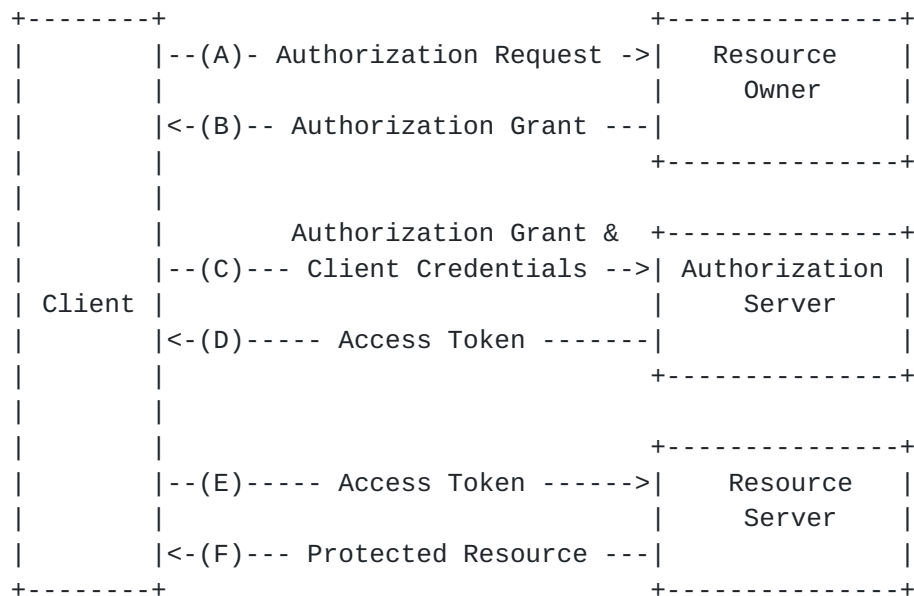 +--------+                               +---------------+
|        |--(A)- Authorization Request ->|   Resource    |
|        |                               |     Owner     |
|        |<-(B)-- Authorization Grant ---|               |
|        |                               +---------------+
|        |
|        |        Authorization Grant &  +---------------+
|        |--(C)--- Client Credentials -->| Authorization |
| Client |                               |     Server    |
|        |<-(D)----- Access Token -------|               |
|        |                               +---------------+
|        |
|        |                               +---------------+
|        |--(E)----- Access Token ------>|    Resource   |
|        |                               |     Server    |
|        |<-(F)--- Protected Resource ---|               |
+--------+                               +---------------+